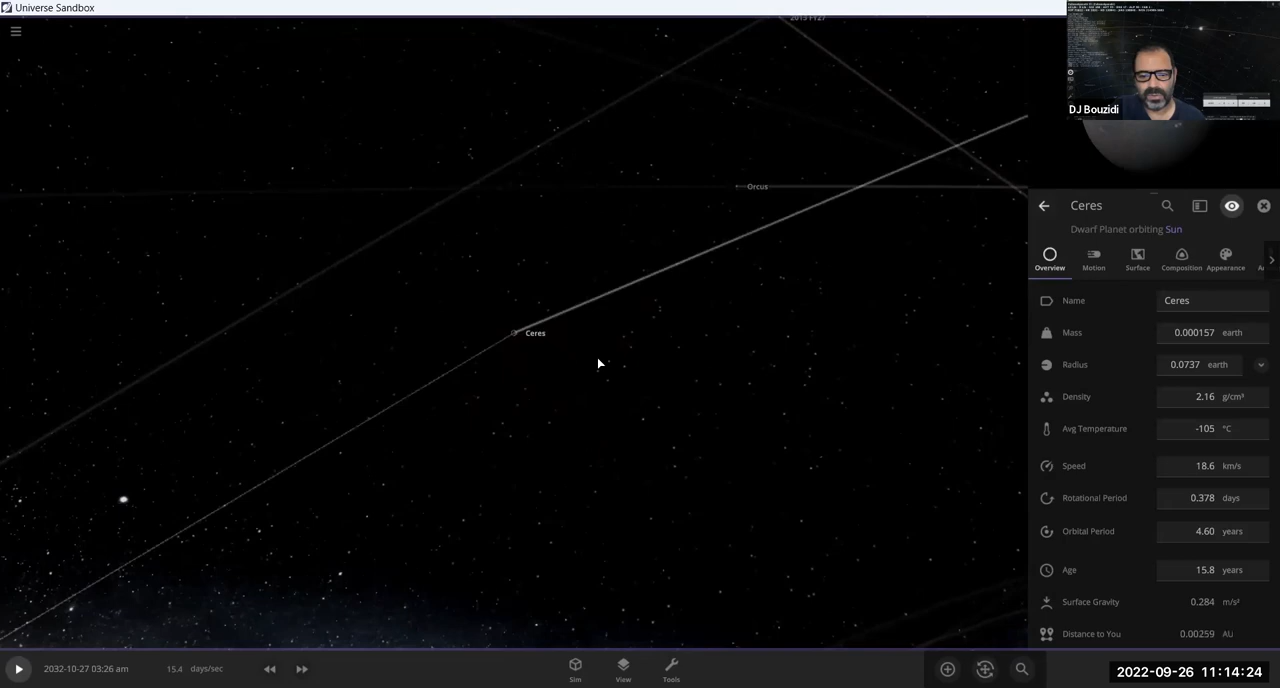 Universe Sandbox
2013 FY27
DJ Bouzidi
Orcus
Ceres
Ceres
Dwarf Planet orbiting Sun
Overview
Motion
Surface
Composition
Appearance
Name
Ceres
Mass
0.000157 earth
Radius
0.0737 earth
Density
2.16 g/cm³
Avg Temperature
-105 °C
Speed
18.6 km/s
Rotational Period
0.378 days
Orbital Period
4.60 years
Age
15.8 years
Surface Gravity
0.284 m/s²
Distance to You
0.00259 AU
2032-10-27 03:26 am
15.4 days/sec
Sim
View
Tools
2022-09-26 11:14:24